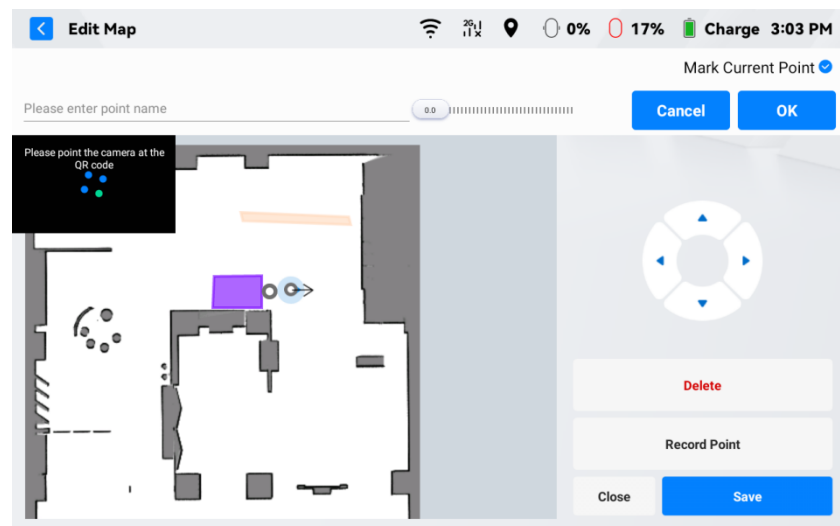 Edit Map
2G
0%
17%
Charge
3:03 PM
Mark Current Point
Please enter point name
0.0
Cancel
OK
Please point the camera at the
QR code
Delete
Record Point
Close
Save